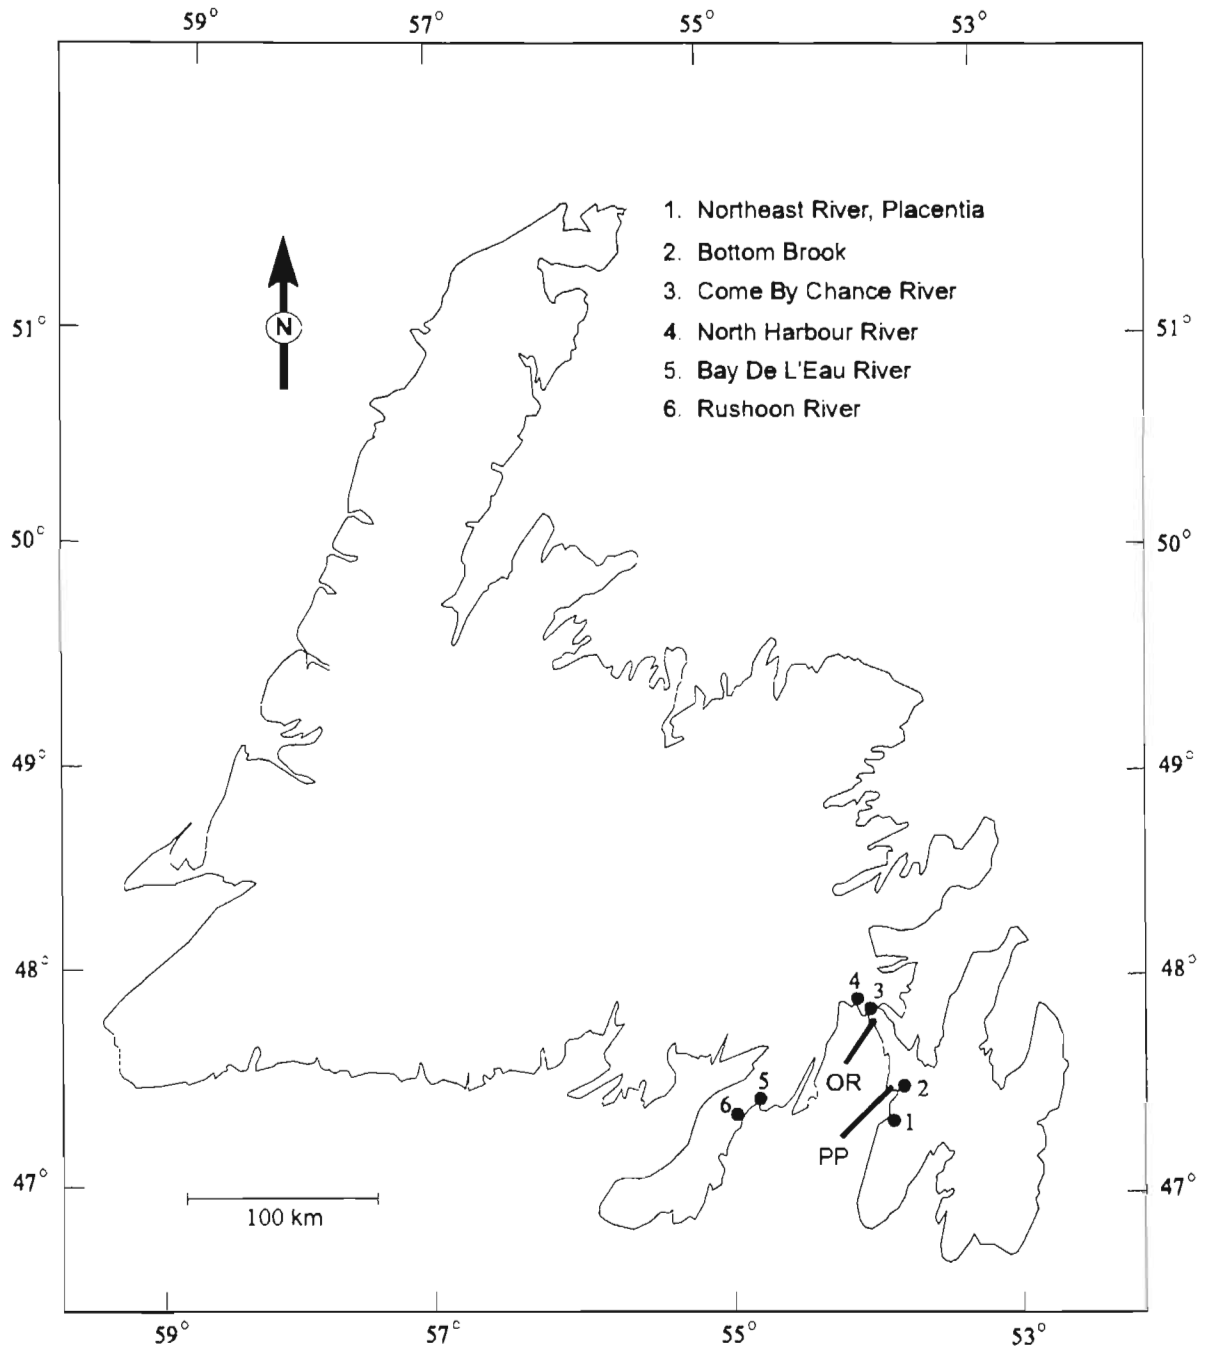 59° 57° 55° 53°
1. Northeast River, Placentia
2. Bottom Brook
3. Come By Chance River
4. North Harbour River
5. Bay De L'Eau River
6. Rushoon River
N
51° 51°
50° 50°
49° 49°
48° 48°
4 3
OR
2
5
6
1
PP
47° 47°
100 km
59° 57° 55° 53°